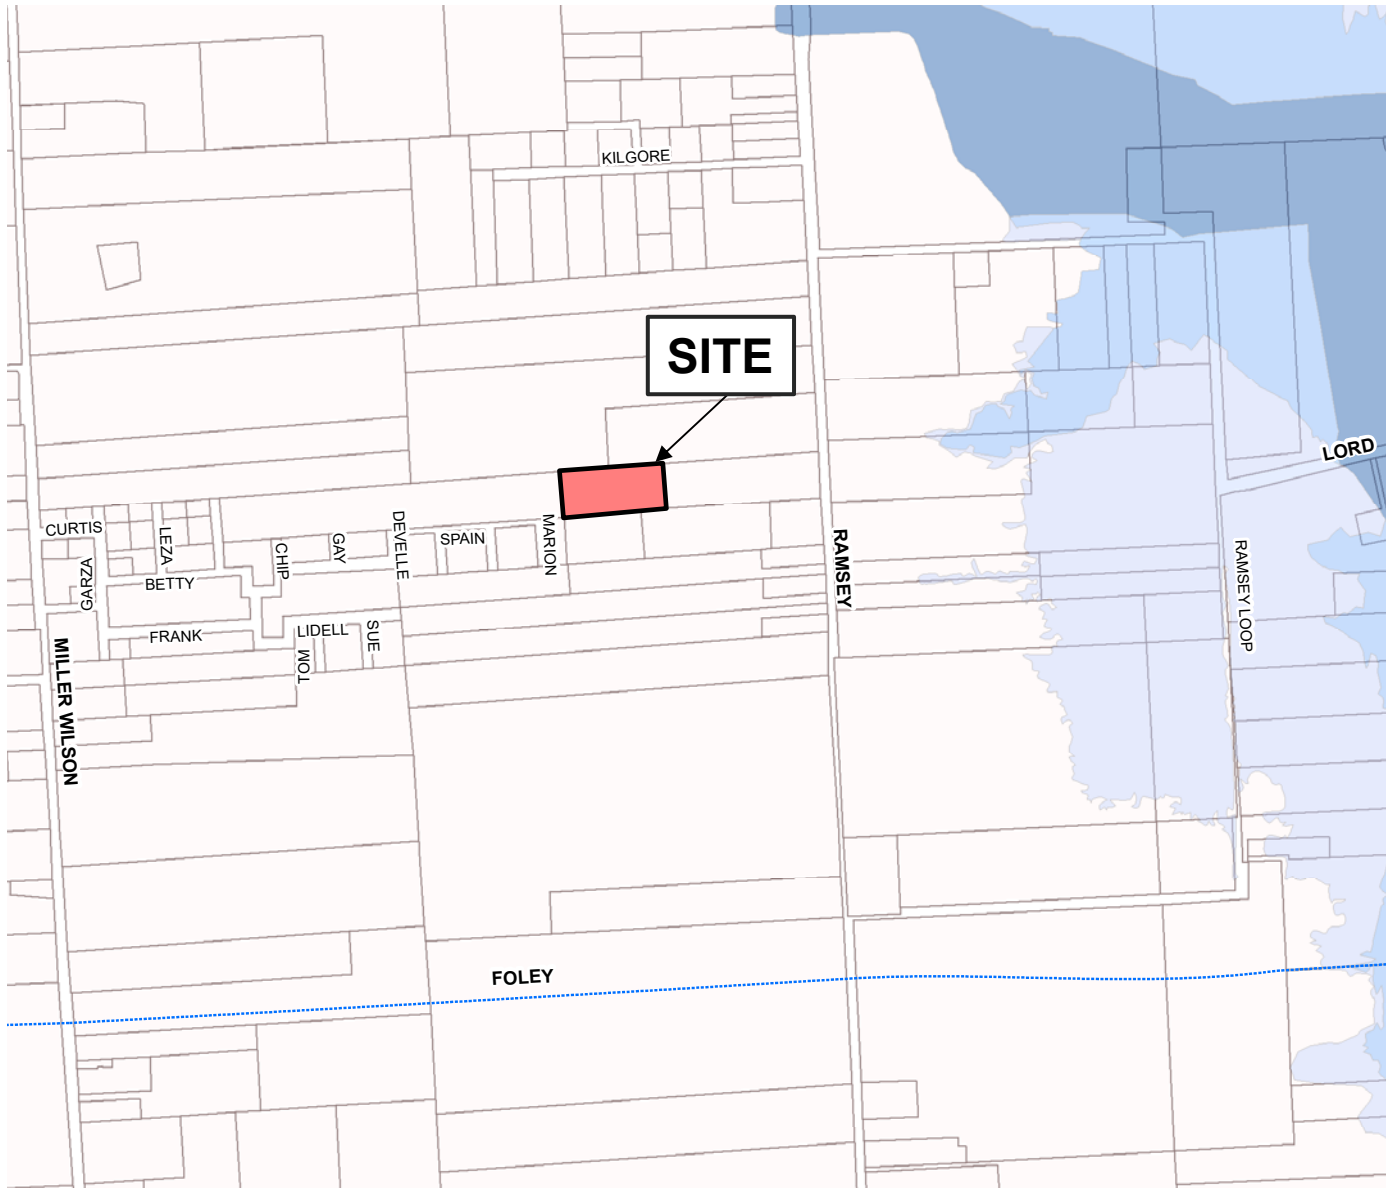 KILGORE
SITE
LORD
CURTIS
LEZA
GAY
DEVELLE
SPAIN
MARION
CHIP
GARZA
BETTY
RAMSEY
RAMSEY LOOP
FRANK
LIDELL
SUE
TOM
MILLER WILSON
FOLEY